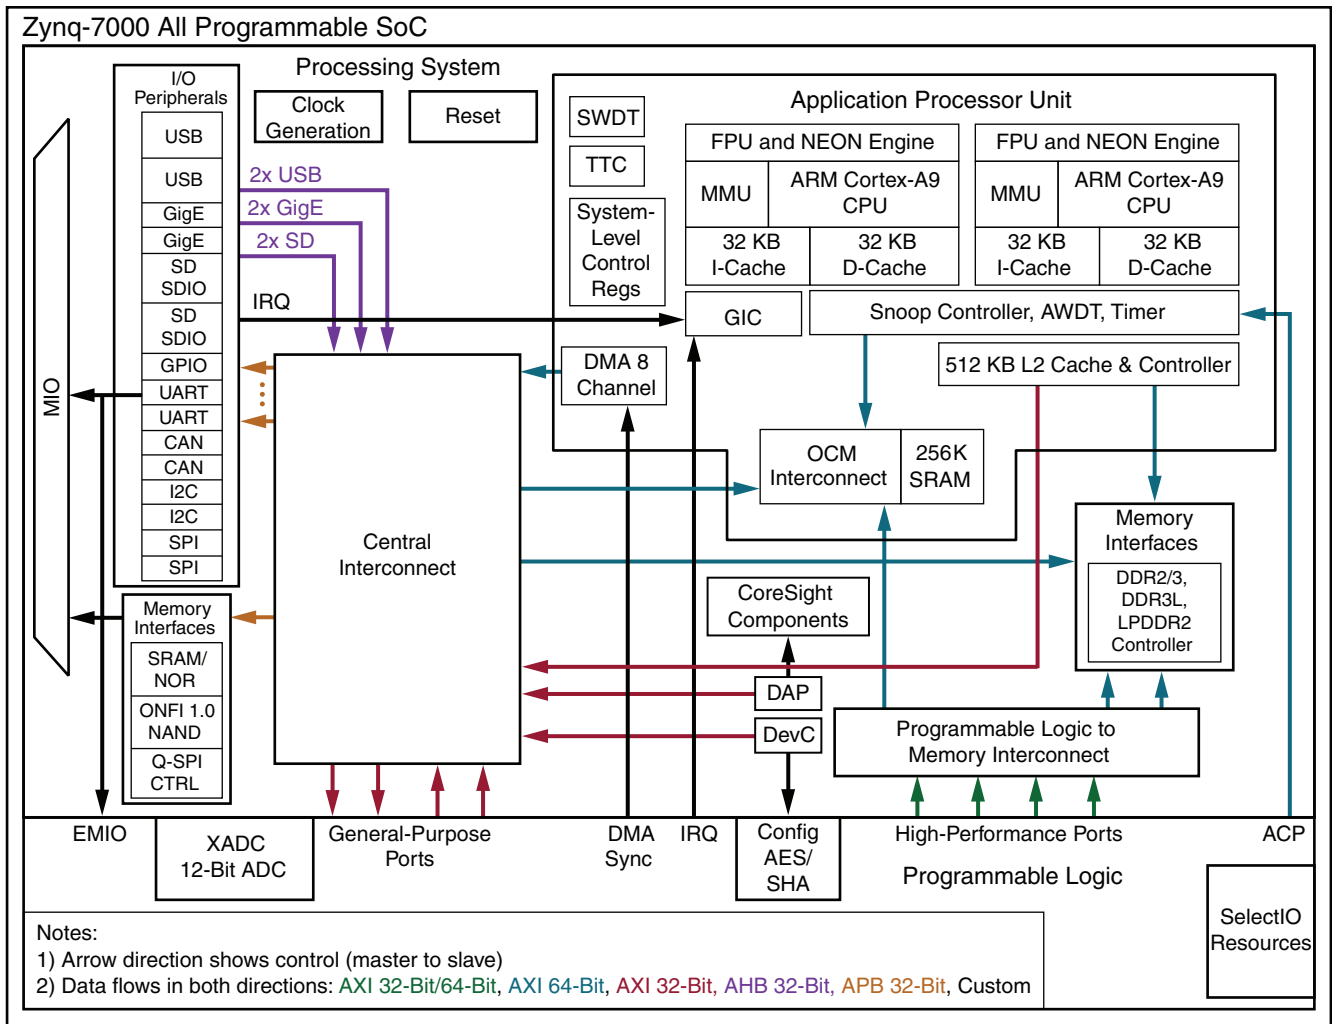 Zynq-7000 All Programmable SoC
Processing System
I/O
Peripherals
USB
USB
GigE
GigE
SD
SDIO
SD
SDIO
GPIO
UART
UART
CAN
CAN
I2C
I2C
SPI
SPI
MIO
Clock
Generation
Reset
2x USB
2x GigE
2x SD
IRQ
Application Processor Unit
SWDT
TTC
System-
Level
Control
Regs
FPU and NEON Engine
MMU
ARM Cortex-A9
CPU
32 KB
I-Cache
32 KB
D-Cache
FPU and NEON Engine
MMU
ARM Cortex-A9
CPU
32 KB
I-Cache
32 KB
D-Cache
GIC
Snoop Controller, AWDT, Timer
DMA 8
Channel
512 KB L2 Cache & Controller
OCM
Interconnect
256K
SRAM
Central
Interconnect
Memory
Interfaces
DDR2/3,
DDR3L,
LPDDR2
Controller
CoreSight
Components
DAP
DevC
Programmable Logic to
Memory Interconnect
Memory
Interfaces
SRAM/
NOR
ONFI 1.0
NAND
Q-SPI
CTRL
EMIO
XADC
12-Bit ADC
General-Purpose
Ports
DMA
Sync
IRQ
Config
AES/
SHA
High-Performance Ports
ACP
Programmable Logic
SelectIO
Resources
Notes:
1) Arrow direction shows control (master to slave)
2) Data flows in both directions: AXI 32-Bit/64-Bit, AXI 64-Bit, AXI 32-Bit, AHB 32-Bit, APB 32-Bit, Custom